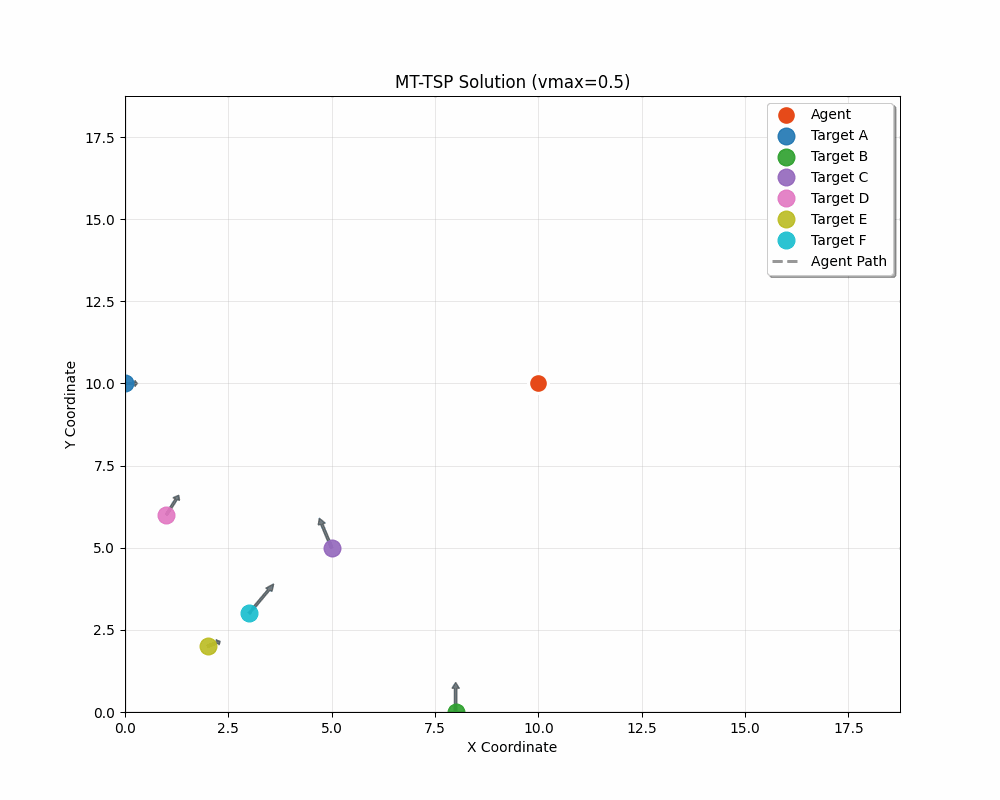 MT-TSP Solution (vmax=0.5)
Agent
Target A
Target B
Target C
Target D
Target E
Target F
Agent Path
17.5
15.0
12.5
10.0
7.5
5.0
2.5
0.0
Y Coordinate
0.0 2.5 5.0 7.5 10.0 12.5 15.0 17.5
X Coordinate